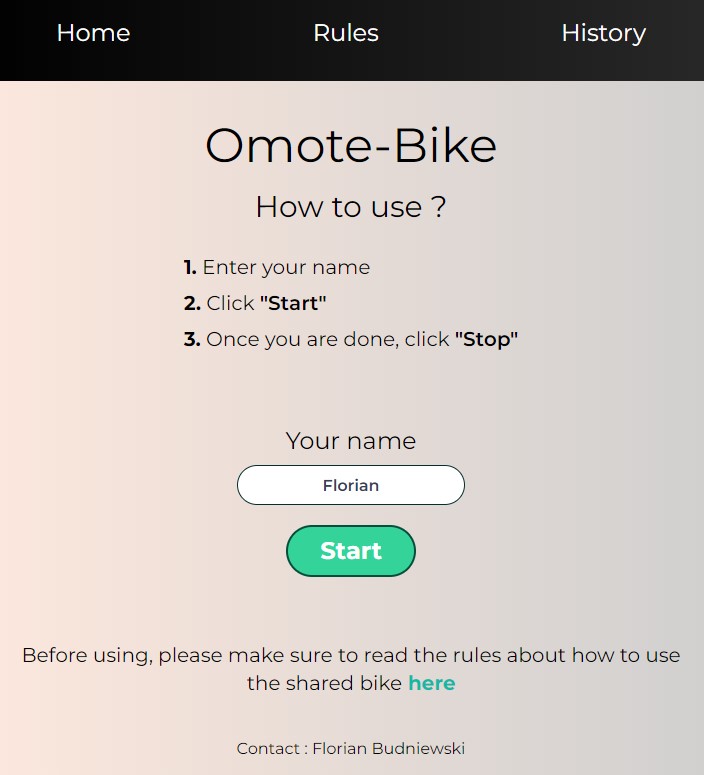 Home Rules History
Omote-Bike
How to use ?
1. Enter your name
2. Click "Start"
3. Once you are done, click "Stop"
Your name
Florian
Start
Before using, please make sure to read the rules about how to use
the shared bike here
Contact : Florian Budniewski